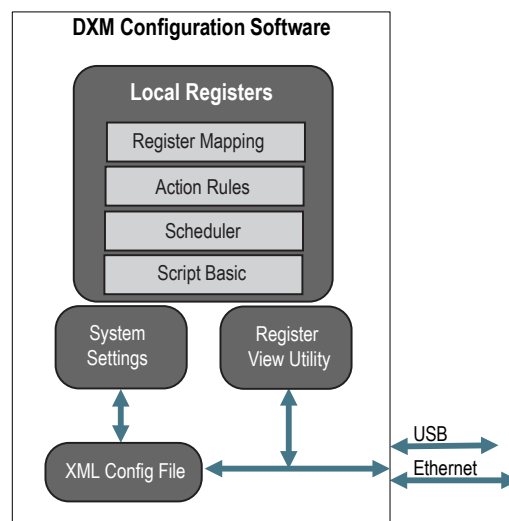 DXM Configuration Software
Local Registers
Register Mapping
Action Rules
Scheduler
Script Basic
System
Settings
Register
View Utility
XML Config File
USB
Ethernet